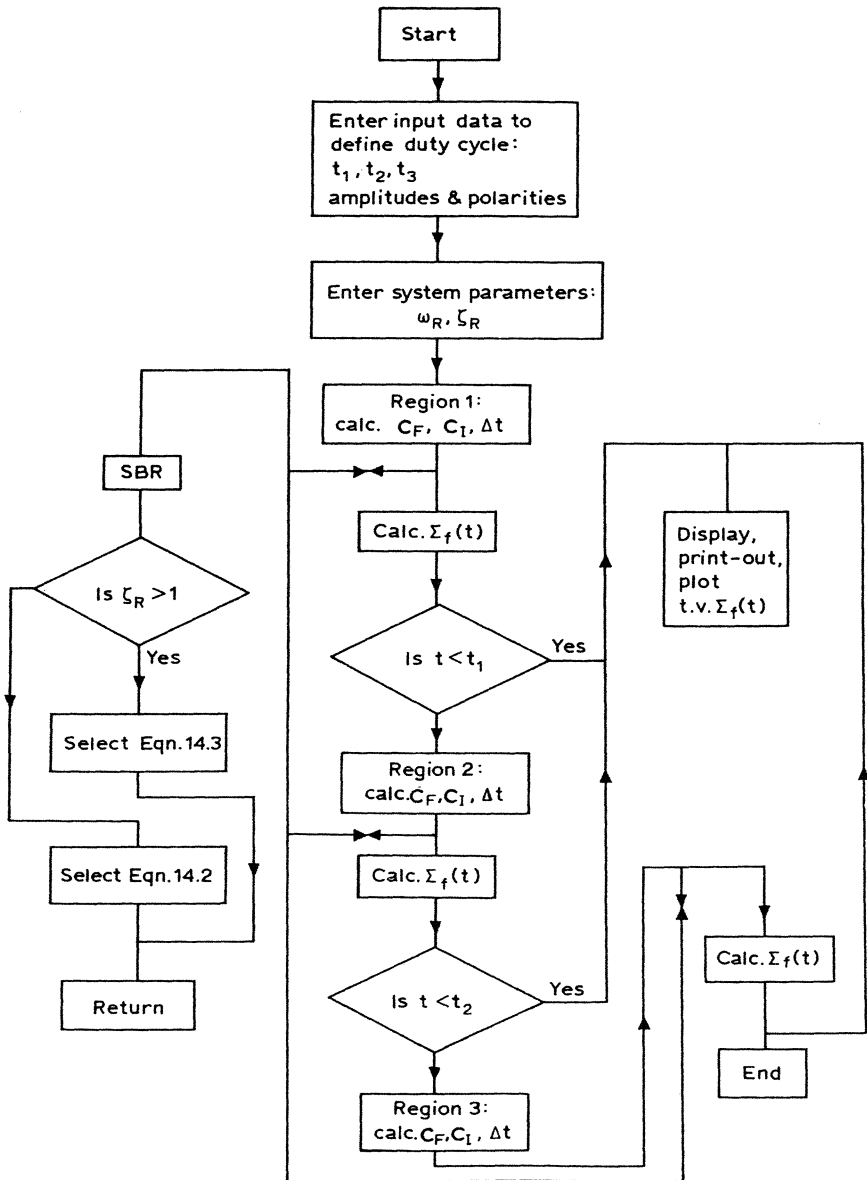 Start
Enter input data to
define duty cycle:
t₁, t₂, t₃
amplitudes & polarities
Enter system parameters:
ω_R, ζ_R
Region 1:
calc. C_F, C_I, Δt
SBR
Calc. Σ_f(t)
Display,
print-out,
plot
t.v. Σ_f(t)
Is ζ_R >1
Yes
Is t < t₁
Yes
Select Eqn. 14.3
Region 2:
calc. C_F, C_I, Δt
Select Eqn. 14.2
Calc. Σ_f(t)
Calc. Σ_f(t)
Is t < t₂
Yes
Return
End
Region 3:
calc. C_F, C_I, Δt